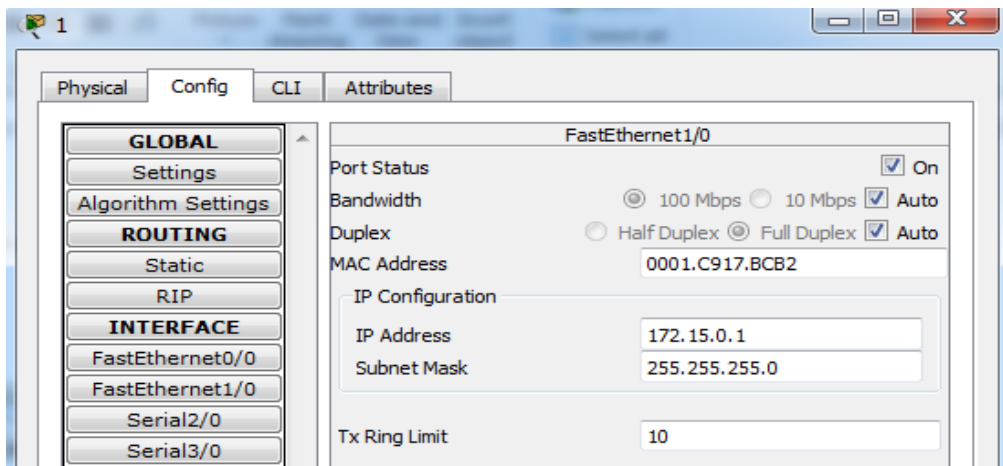 1
Physical Config CLI Attributes
GLOBAL
Settings
Algorithm Settings
ROUTING
Static
RIP
INTERFACE
FastEthernet0/0
FastEthernet1/0
Serial2/0
Serial3/0
FastEthernet1/0
Port Status On
Bandwidth 100 Mbps 10 Mbps Auto
Duplex Half Duplex Full Duplex Auto
MAC Address 0001.C917.BCB2
IP Configuration
IP Address 172.15.0.1
Subnet Mask 255.255.255.0
Tx Ring Limit 10